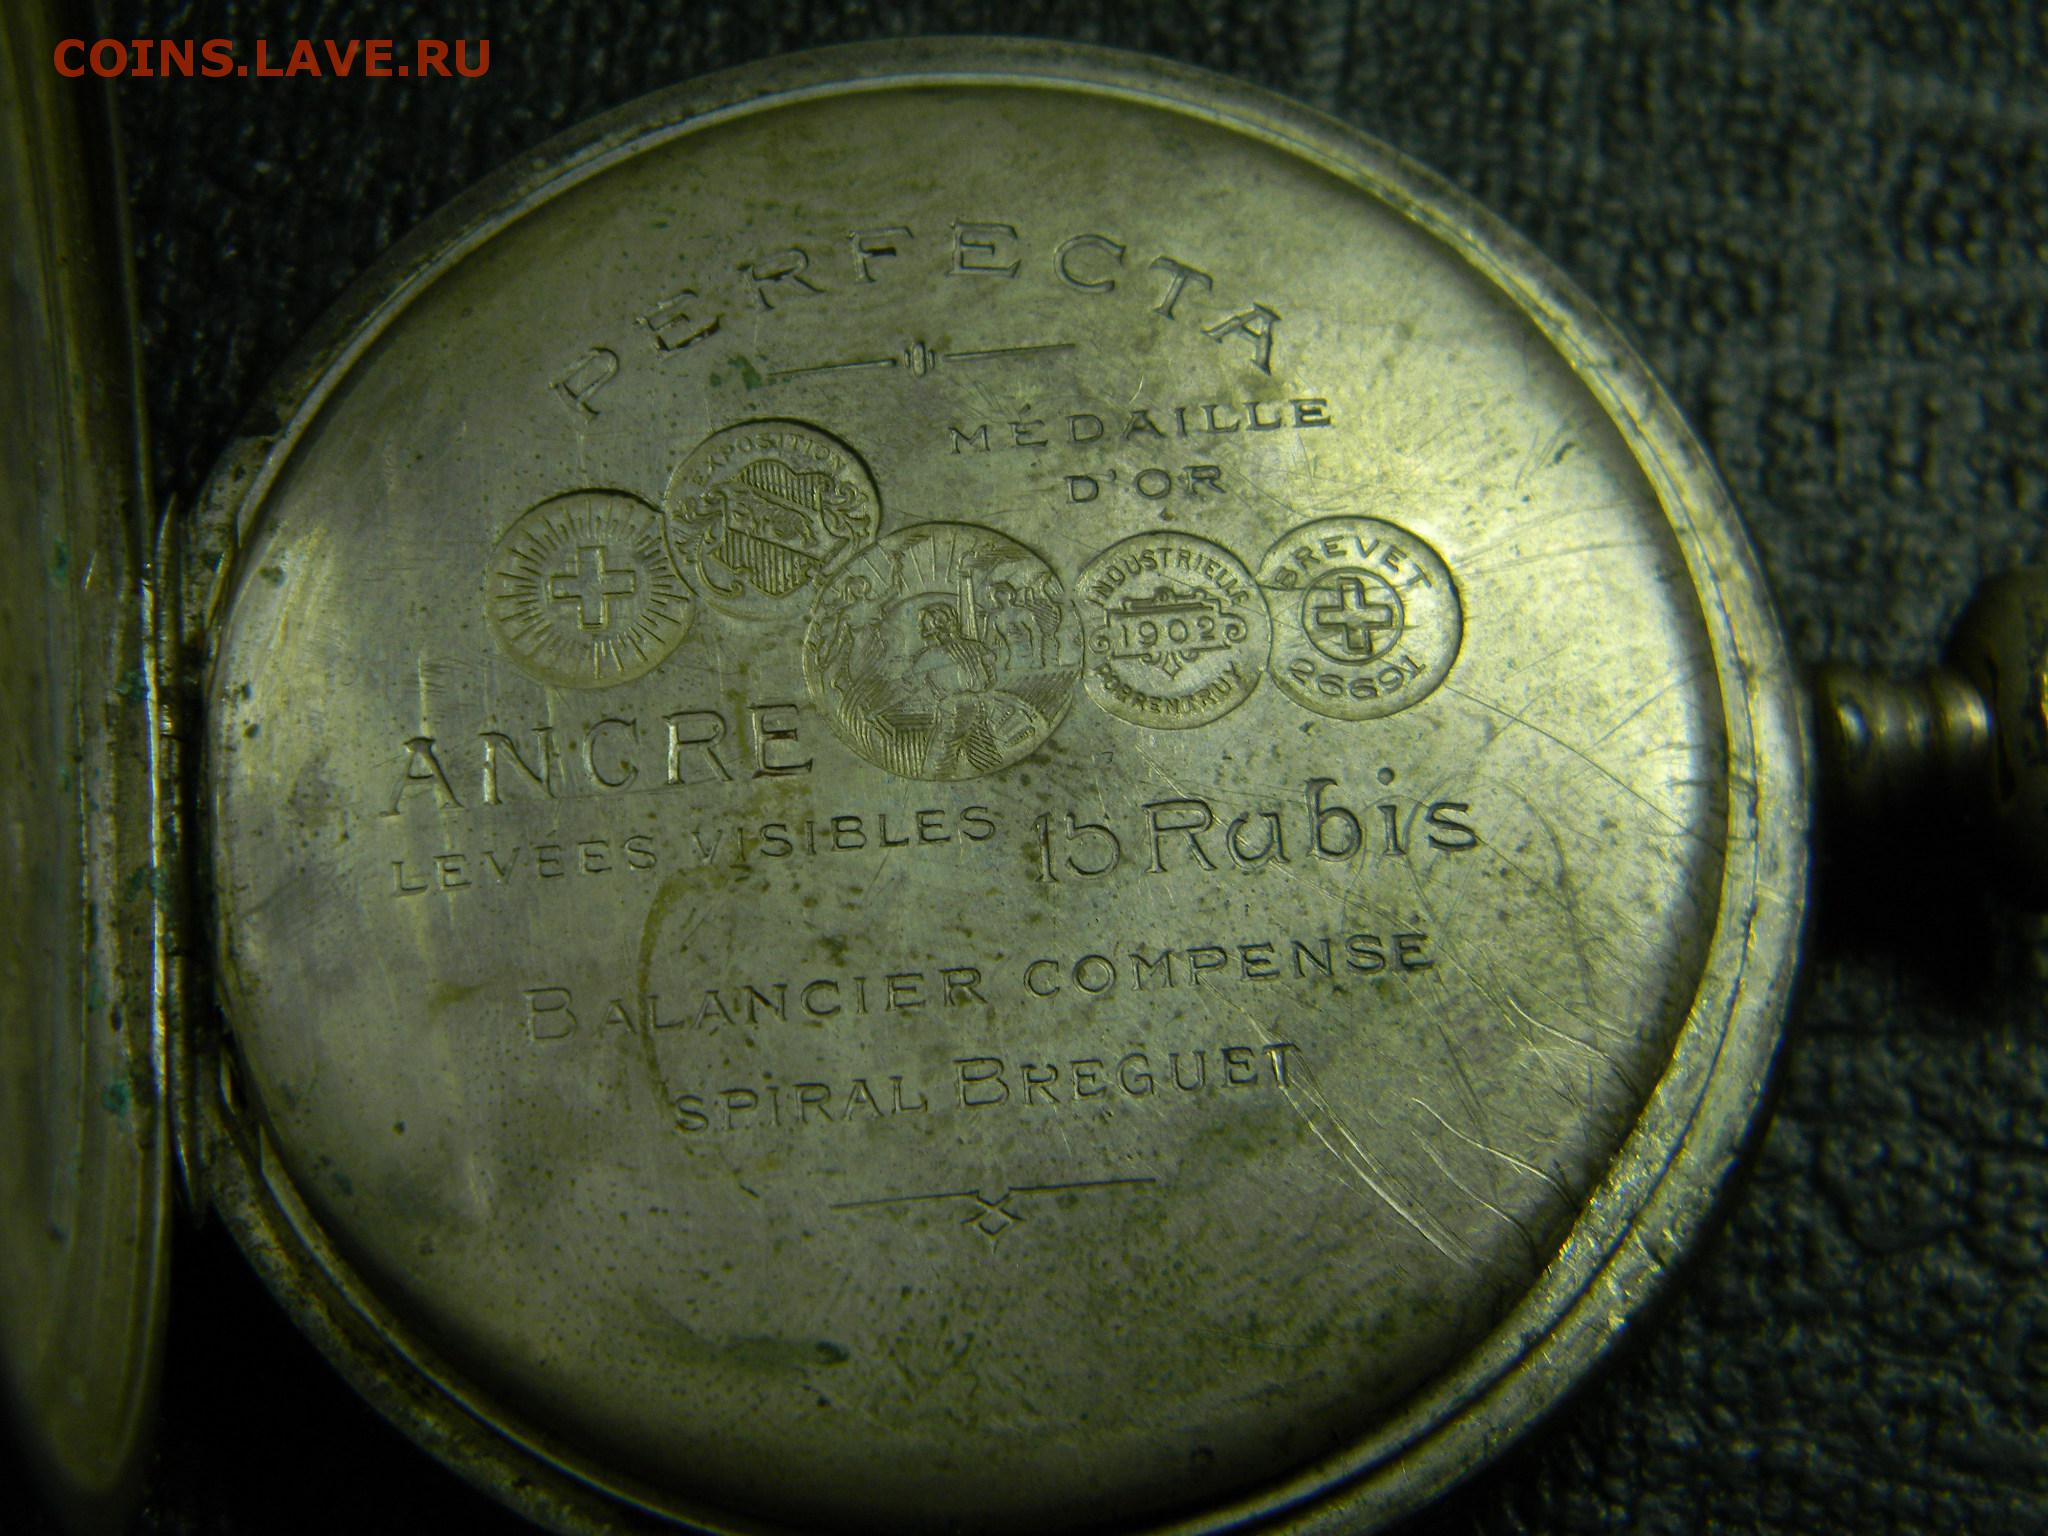 COINS.LAVE.RU
PERFECTA
MÉDAILLE
D'OR
EXPOSITION
INDUSTRIELLE
1902
PORRENTRUY
BREVET
26691
ANCRE
LEVÉES VISIBLES 15 Rubis
BALANCIER COMPENSÉ
SPIRAL BREGUET